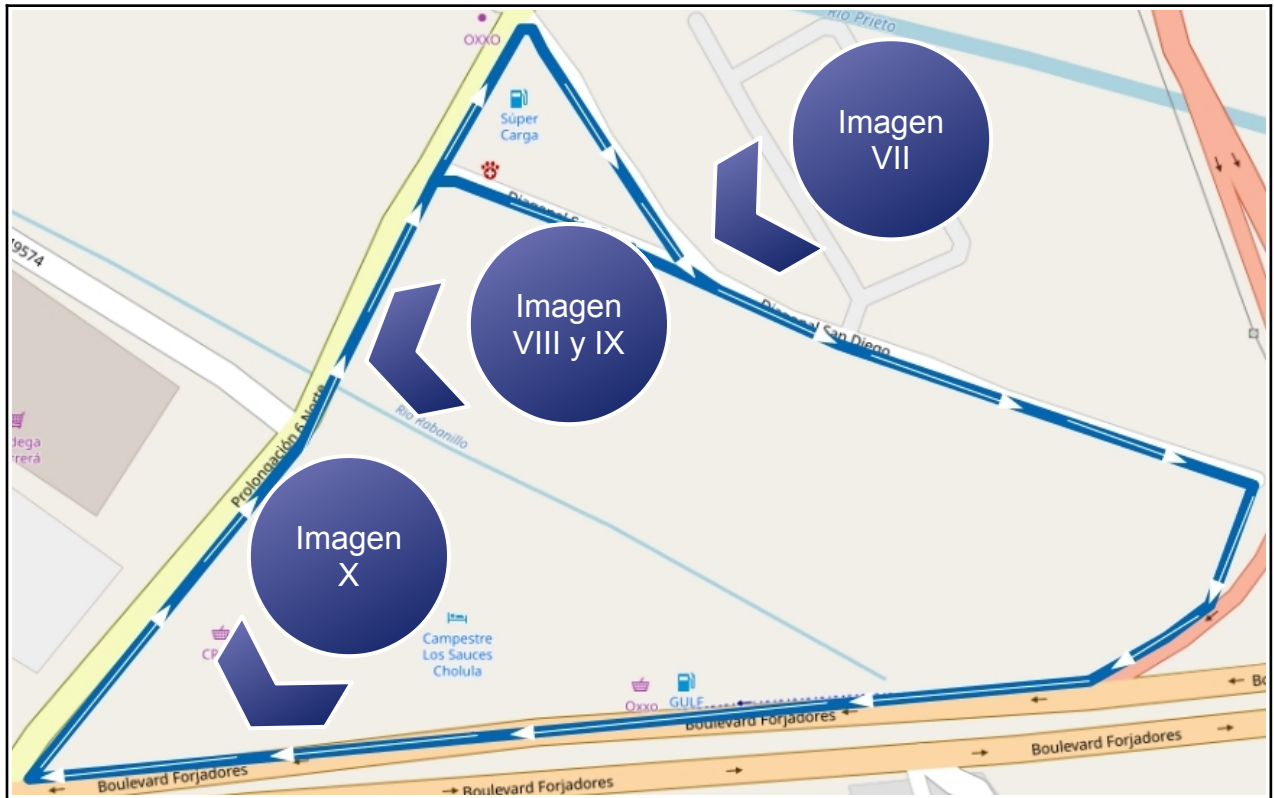 OXXO
Río Prieto
Súper
Carga
Imagen
VII
Imagen
VIII y IX
Diagonal San Diego
19574
Prolongación 6 Norte
Río Rabanillo
Imagen
X
Campestre
Los Sauces
Cholula
Oxxo
GULF
Boulevard Forjadores
Boulevard Forjadores
Boulevard Forjadores
Boulevard Forjadores